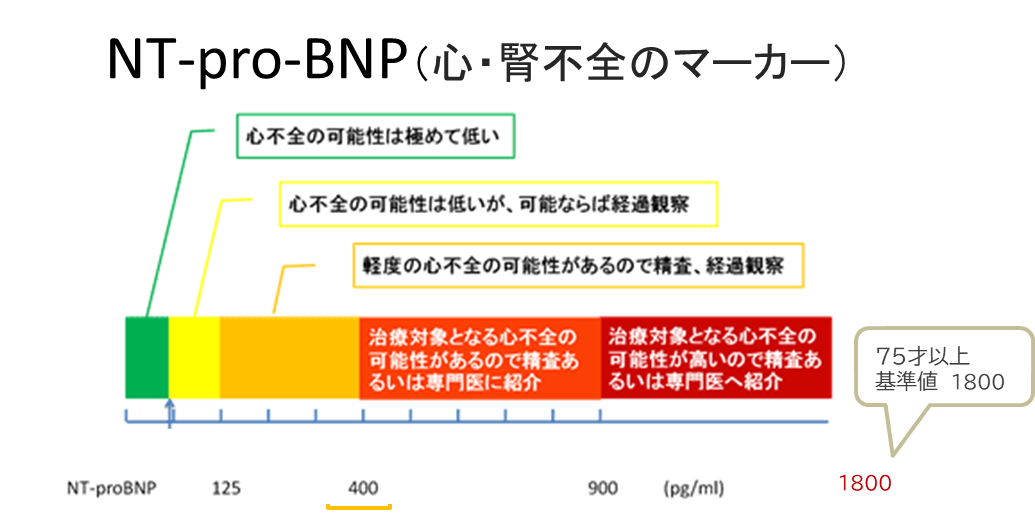 NT-pro-BNP(心・腎不全のマーカー)
心不全の可能性は極めて低い
心不全の可能性は低いが、可能ならば経過観察
軽度の心不全の可能性があるので精査、経過観察
治療対象となる心不全の
可能性があるので精査あ
るいは専門医に紹介
治療対象となる心不全の
可能性が高いので精査あ
るいは専門医へ紹介
75才以上
基準値 1800
NT-proBNP 125 400 900 (pg/ml) 1800